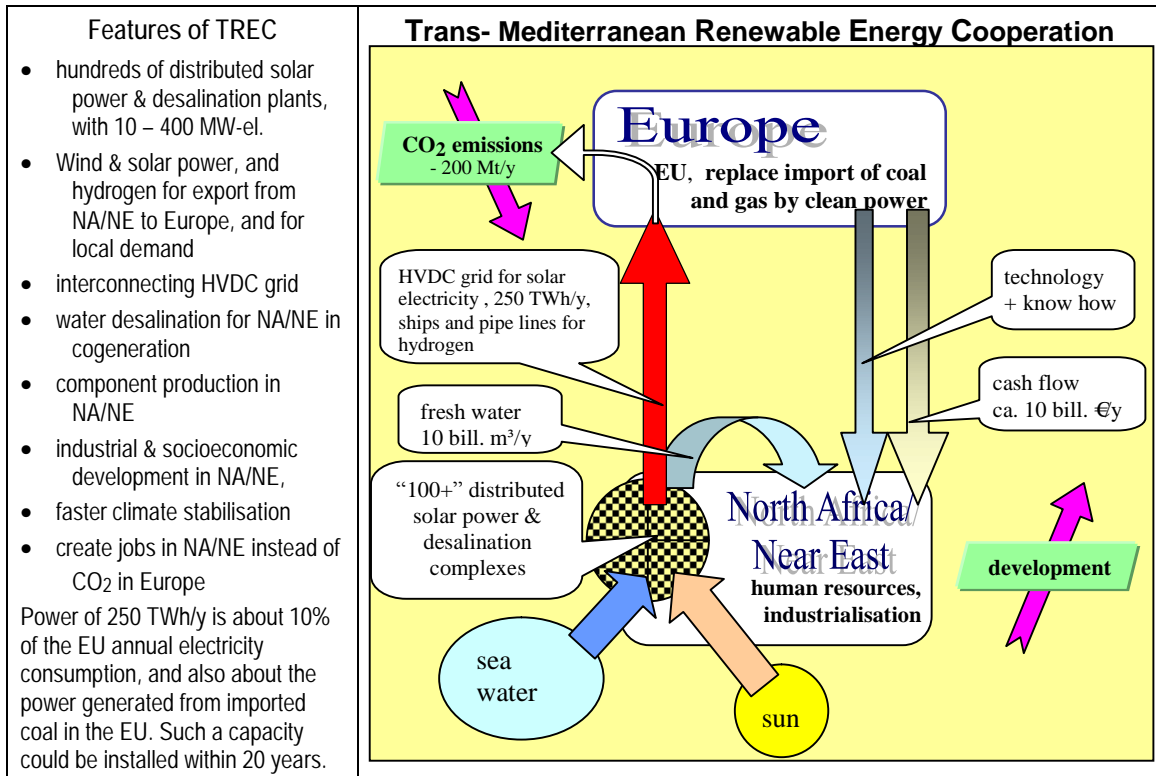 Features of TREC
• hundreds of distributed solar
power & desalination plants,
with 10 – 400 MW-el.
• Wind & solar power, and
hydrogen for export from
NA/NE to Europe, and for
local demand
• interconnecting HVDC grid
• water desalination for NA/NE in
cogeneration
• component production in
NA/NE
• industrial & socioeconomic
development in NA/NE,
• faster climate stabilisation
• create jobs in NA/NE instead of
CO2 in Europe
Power of 250 TWh/y is about 10%
of the EU annual electricity
consumption, and also about the
power generated from imported
coal in the EU. Such a capacity
could be installed within 20 years.
Trans- Mediterranean Renewable Energy Cooperation
CO2 emissions
- 200 Mt/y
Europe
EU, replace import of coal
and gas by clean power
HVDC grid for solar
electricity , 250 TWh/y,
ships and pipe lines for
hydrogen
technology
+ know how
fresh water
10 bill. m³/y
cash flow
ca. 10 bill. €/y
“100+” distributed
solar power &
desalination
complexes
North Africa/
Near East
human resources,
industrialisation
development
sea
water
sun